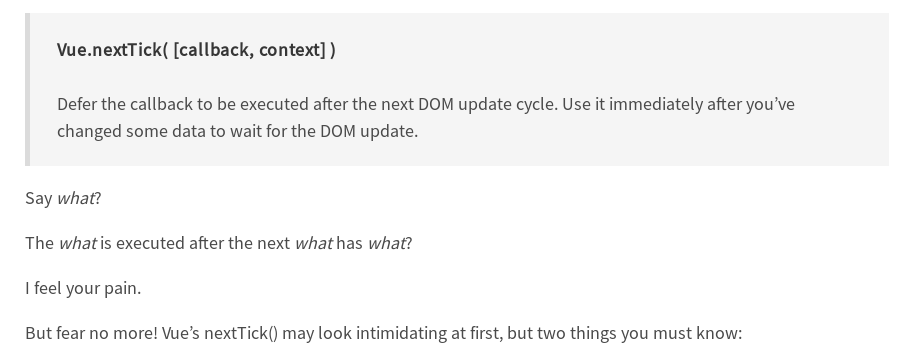 Vue.nextTick( [callback, context] )
Defer the callback to be executed after the next DOM update cycle. Use it immediately after you’ve
changed some data to wait for the DOM update.
Say what?
The what is executed after the next what has what?
I feel your pain.
But fear no more! Vue’s nextTick() may look intimidating at first, but two things you must know: